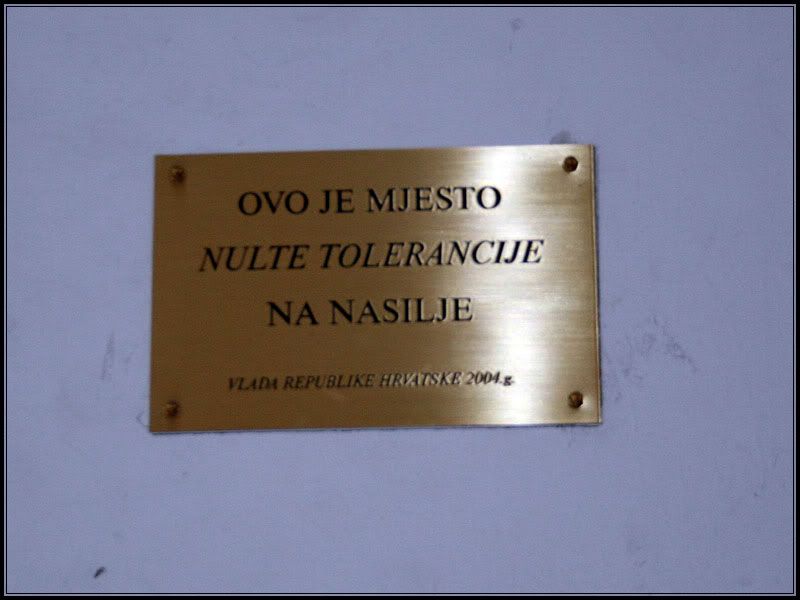 OVO JE MJESTO
NULTE TOLERANCIJE
NA NASILJE
VLADA REPUBLIKE HRVATSKE 2004.g.